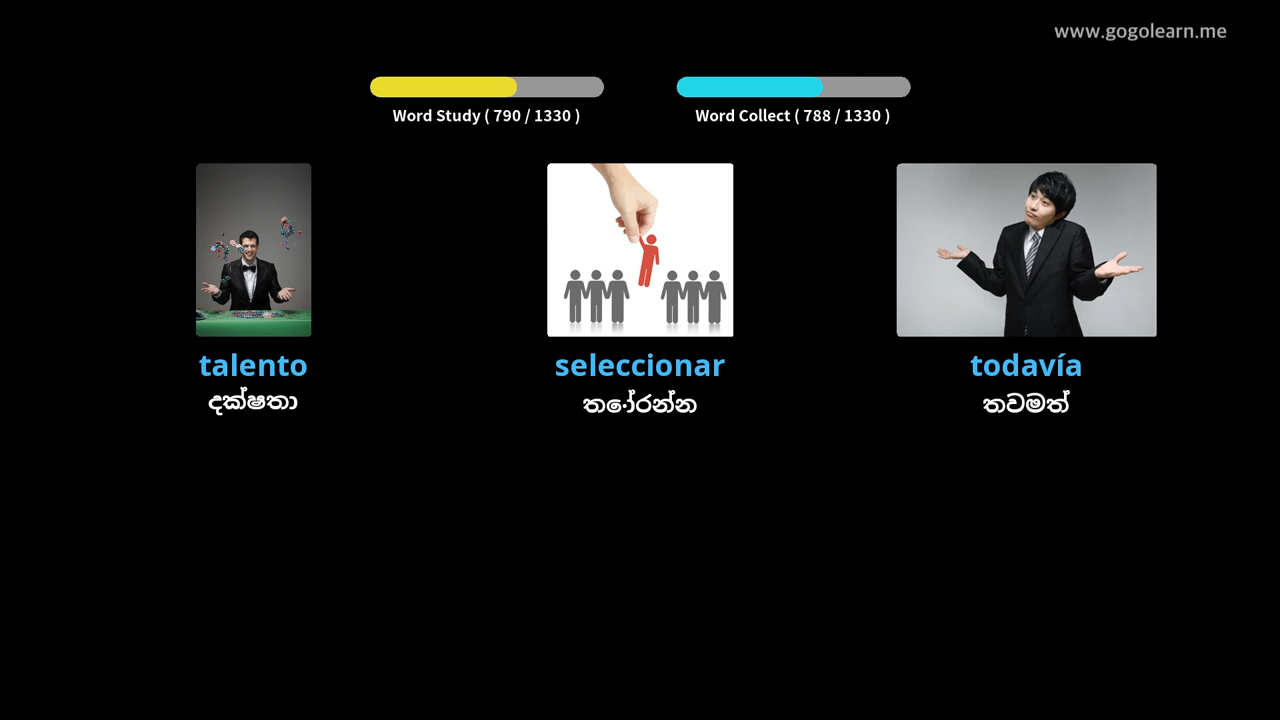 www.gogolearn.me
Word Study ( 790 / 1330 )
Word Collect ( 788 / 1330 )
talento
දක්ෂතා
seleccionar
තෝරන්න
todavía
තවමත්